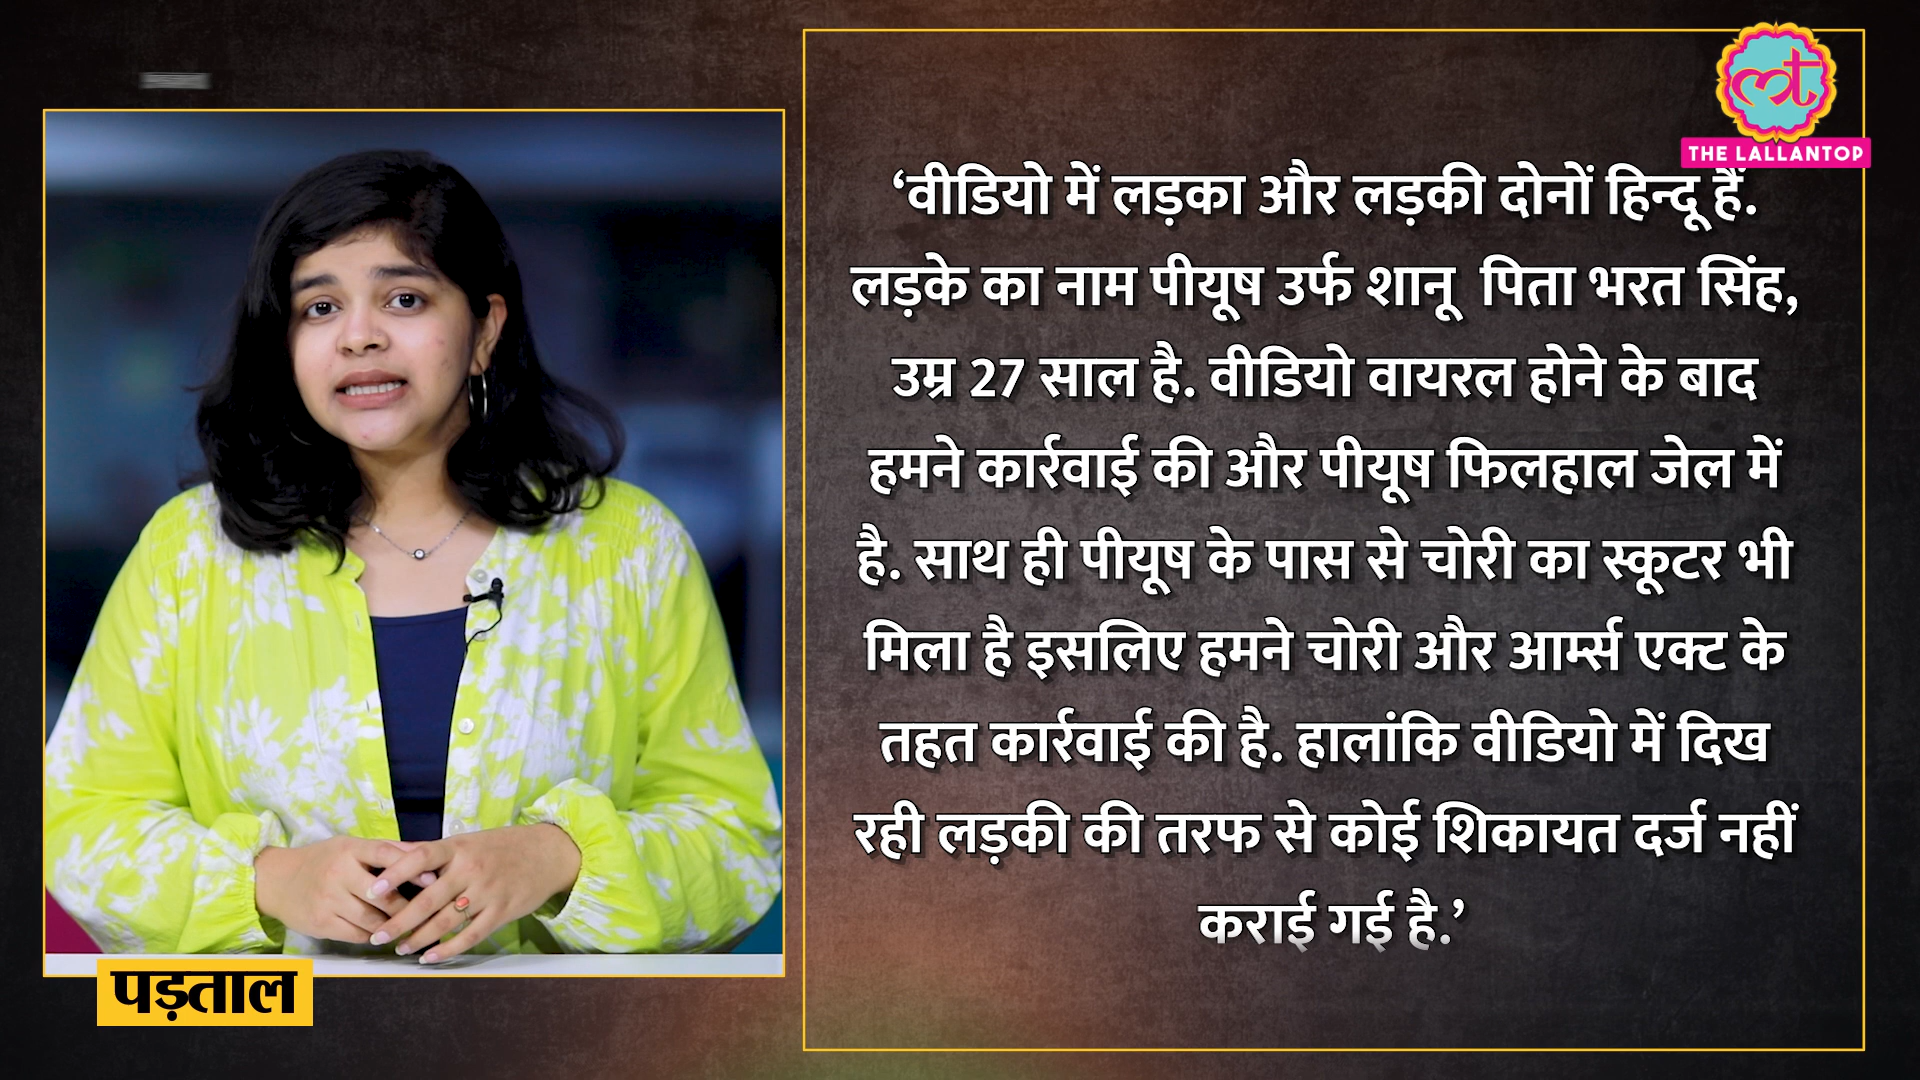 THE LALLANTOP
‘वीडियो में लड़का और लड़की दोनों हिन्दू हैं.
लड़के का नाम पीयूष उर्फ शानू पिता भरत सिंह,
उम्र 27 साल है. वीडियो वायरल होने के बाद
हमने कार्रवाई की और पीयूष फिलहाल जेल में
है. साथ ही पीयूष के पास से चोरी का स्कूटर भी
मिला है इसलिए हमने चोरी और आर्म्स एक्ट के
तहत कार्रवाई की है. हालांकि वीडियो में दिख
रही लड़की की तरफ से कोई शिकायत दर्ज नहीं
कराई गई है.’
पड़ताल